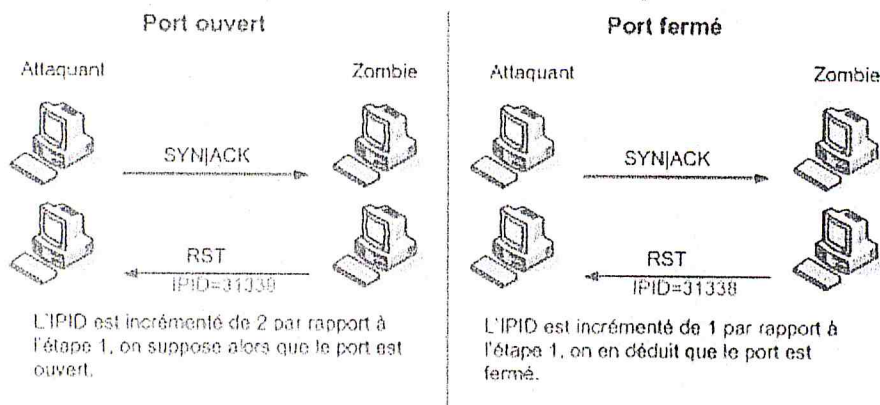 Port ouvert
Attaquant
Zombie
SYN|ACK
RST
IPID=31339
L'IPID est incrémenté de 2 par rapport à
l'étape 1, on suppose alors que le port est
ouvert.
Port fermé
Attaquant
Zombie
SYN|ACK
RST
IPID=31338
L'IPID est incrémenté de 1 par rapport à
l'étape 1, on en déduit que le port est
fermé.